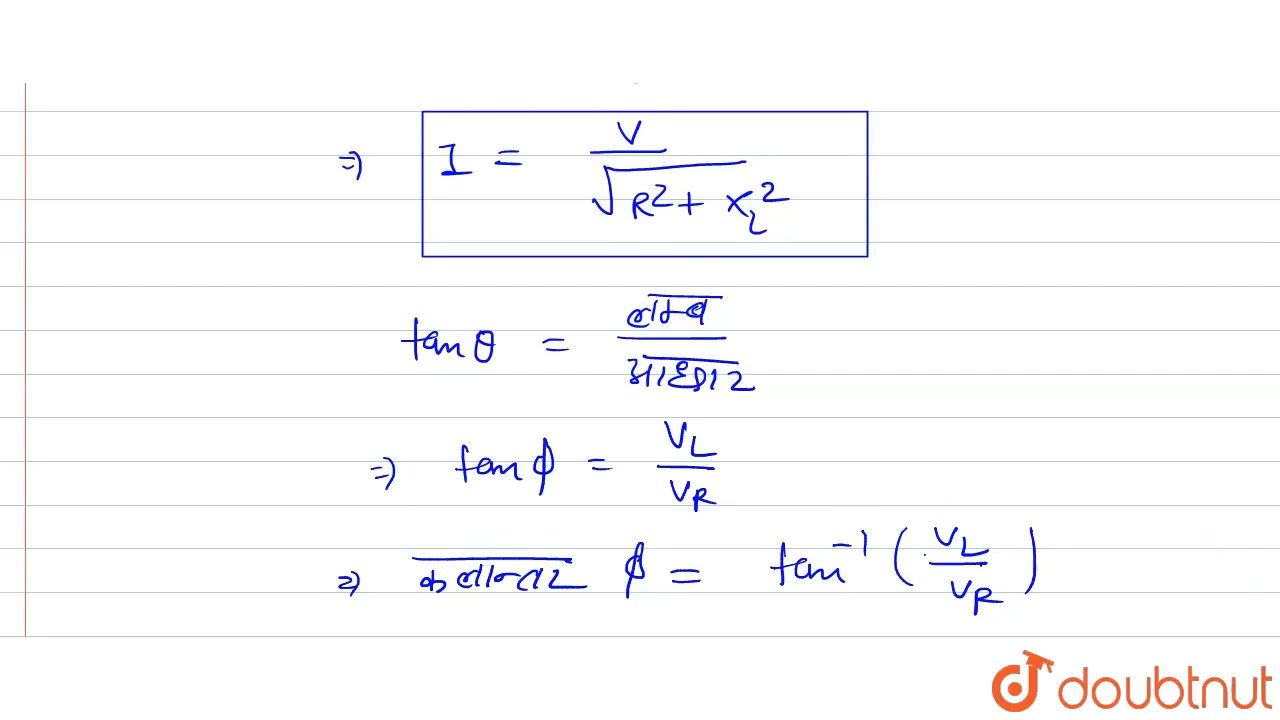 ⇒ I = V / √(R² + X_L²)
tan θ = लम्ब / आधार
⇒ tan φ = V_L / V_R
⇒ कलान्तर φ = tan⁻¹ (V_L / V_R)
doubtnut